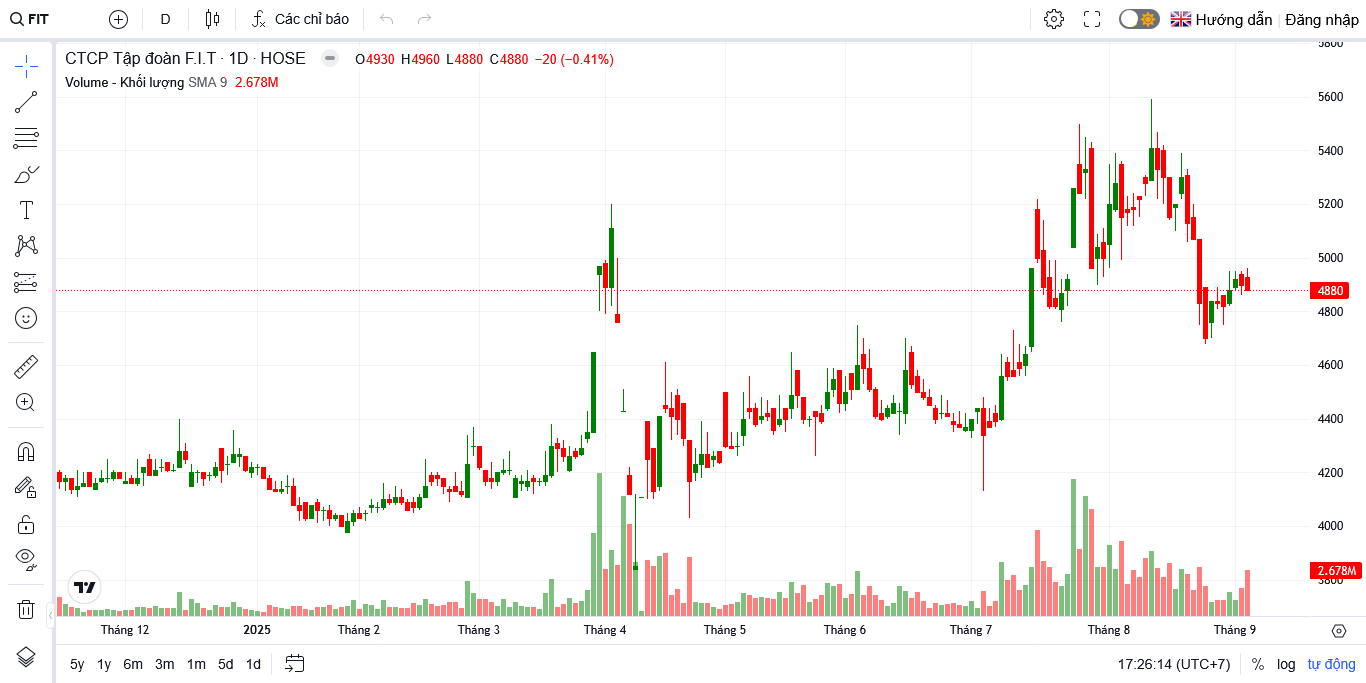 FIT D Các chỉ báo Hướng dẫn Đăng nhập
CTCP Tập đoàn F.I.T · 1D · HOSE O4930 H4960 L4880 C4880 −20 (−0.41%)
Volume - Khối lượng SMA 9 2.678M
5800
5600
5400
5200
5000
4880
4800
4600
4400
4200
4000
2.678M
3800
Tháng 12 2025 Tháng 2 Tháng 3 Tháng 4 Tháng 5 Tháng 6 Tháng 7 Tháng 8 Tháng 9
5y 1y 6m 3m 1m 5d 1d 17:26:14 (UTC+7) % log tự động